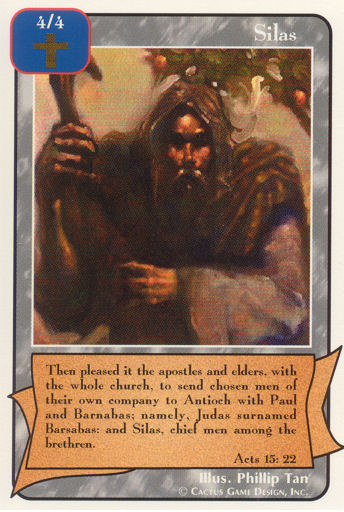 4/4
Silas
Then pleased it the apostles and elders, with
the whole church, to send chosen men of
their own company to Antioch with Paul
and Barnabas; namely, Judas surnamed
Barsabas: and Silas, chief men among the
brethren.
Acts 15: 22
Illus. Phillip Tan
© Cactus Game Design, Inc.